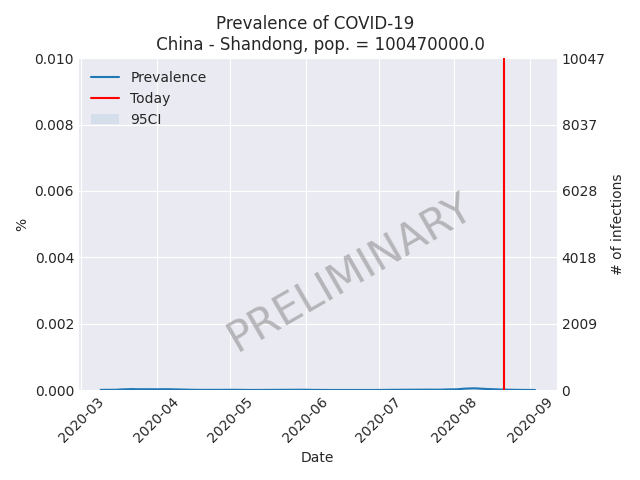 Prevalence of COVID-19
China - Shandong, pop. = 100470000.0
0.010
0.008
0.006
0.004
0.002
0.000
%
Prevalence
Today
95CI
PRELIMINARY
10047
8037
6028
4018
2009
0
# of infections
2020-03
2020-04
2020-05
2020-06
2020-07
2020-08
2020-09
Date